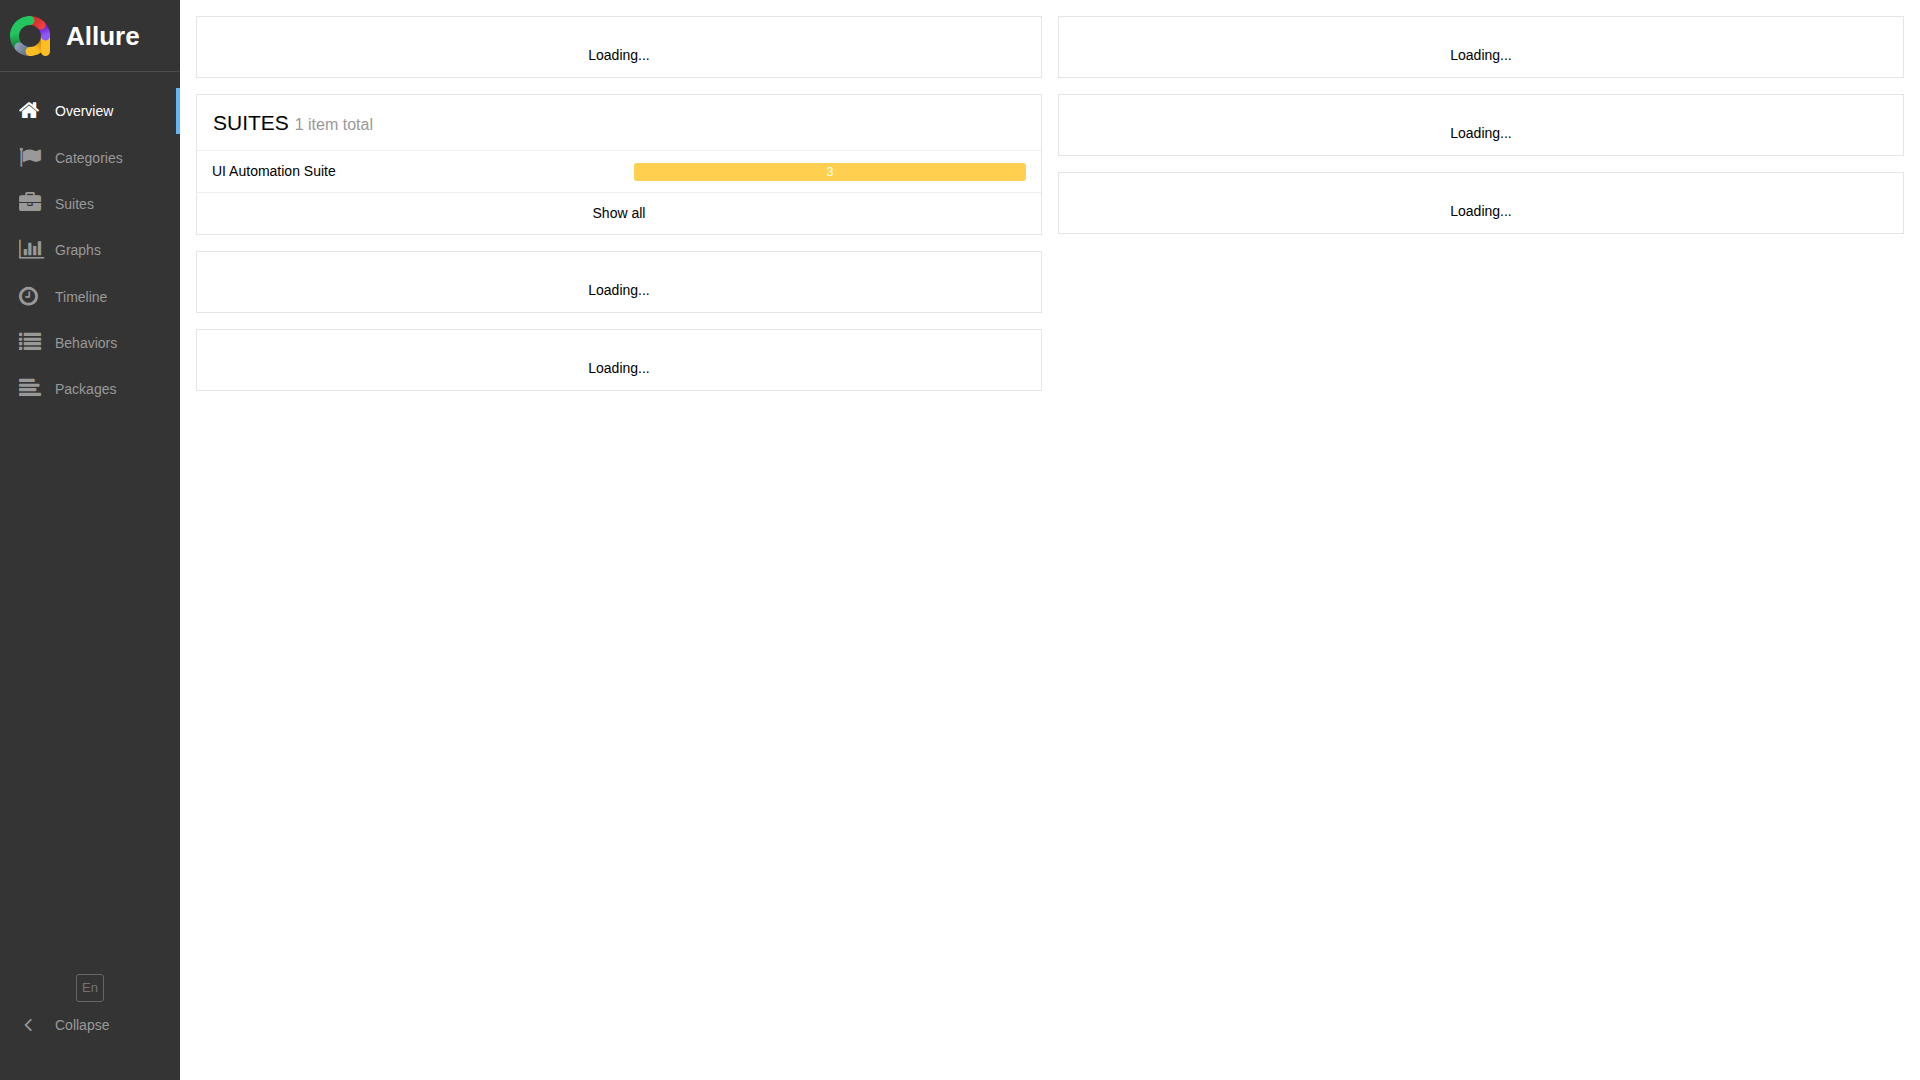 Allure
Overview
Categories
Suites
Graphs
Timeline
Behaviors
Packages
En
Collapse
Loading...
SUITES 1 item total
UI Automation Suite 3
Show all
Loading...
Loading...
Loading...
Loading...
Loading...